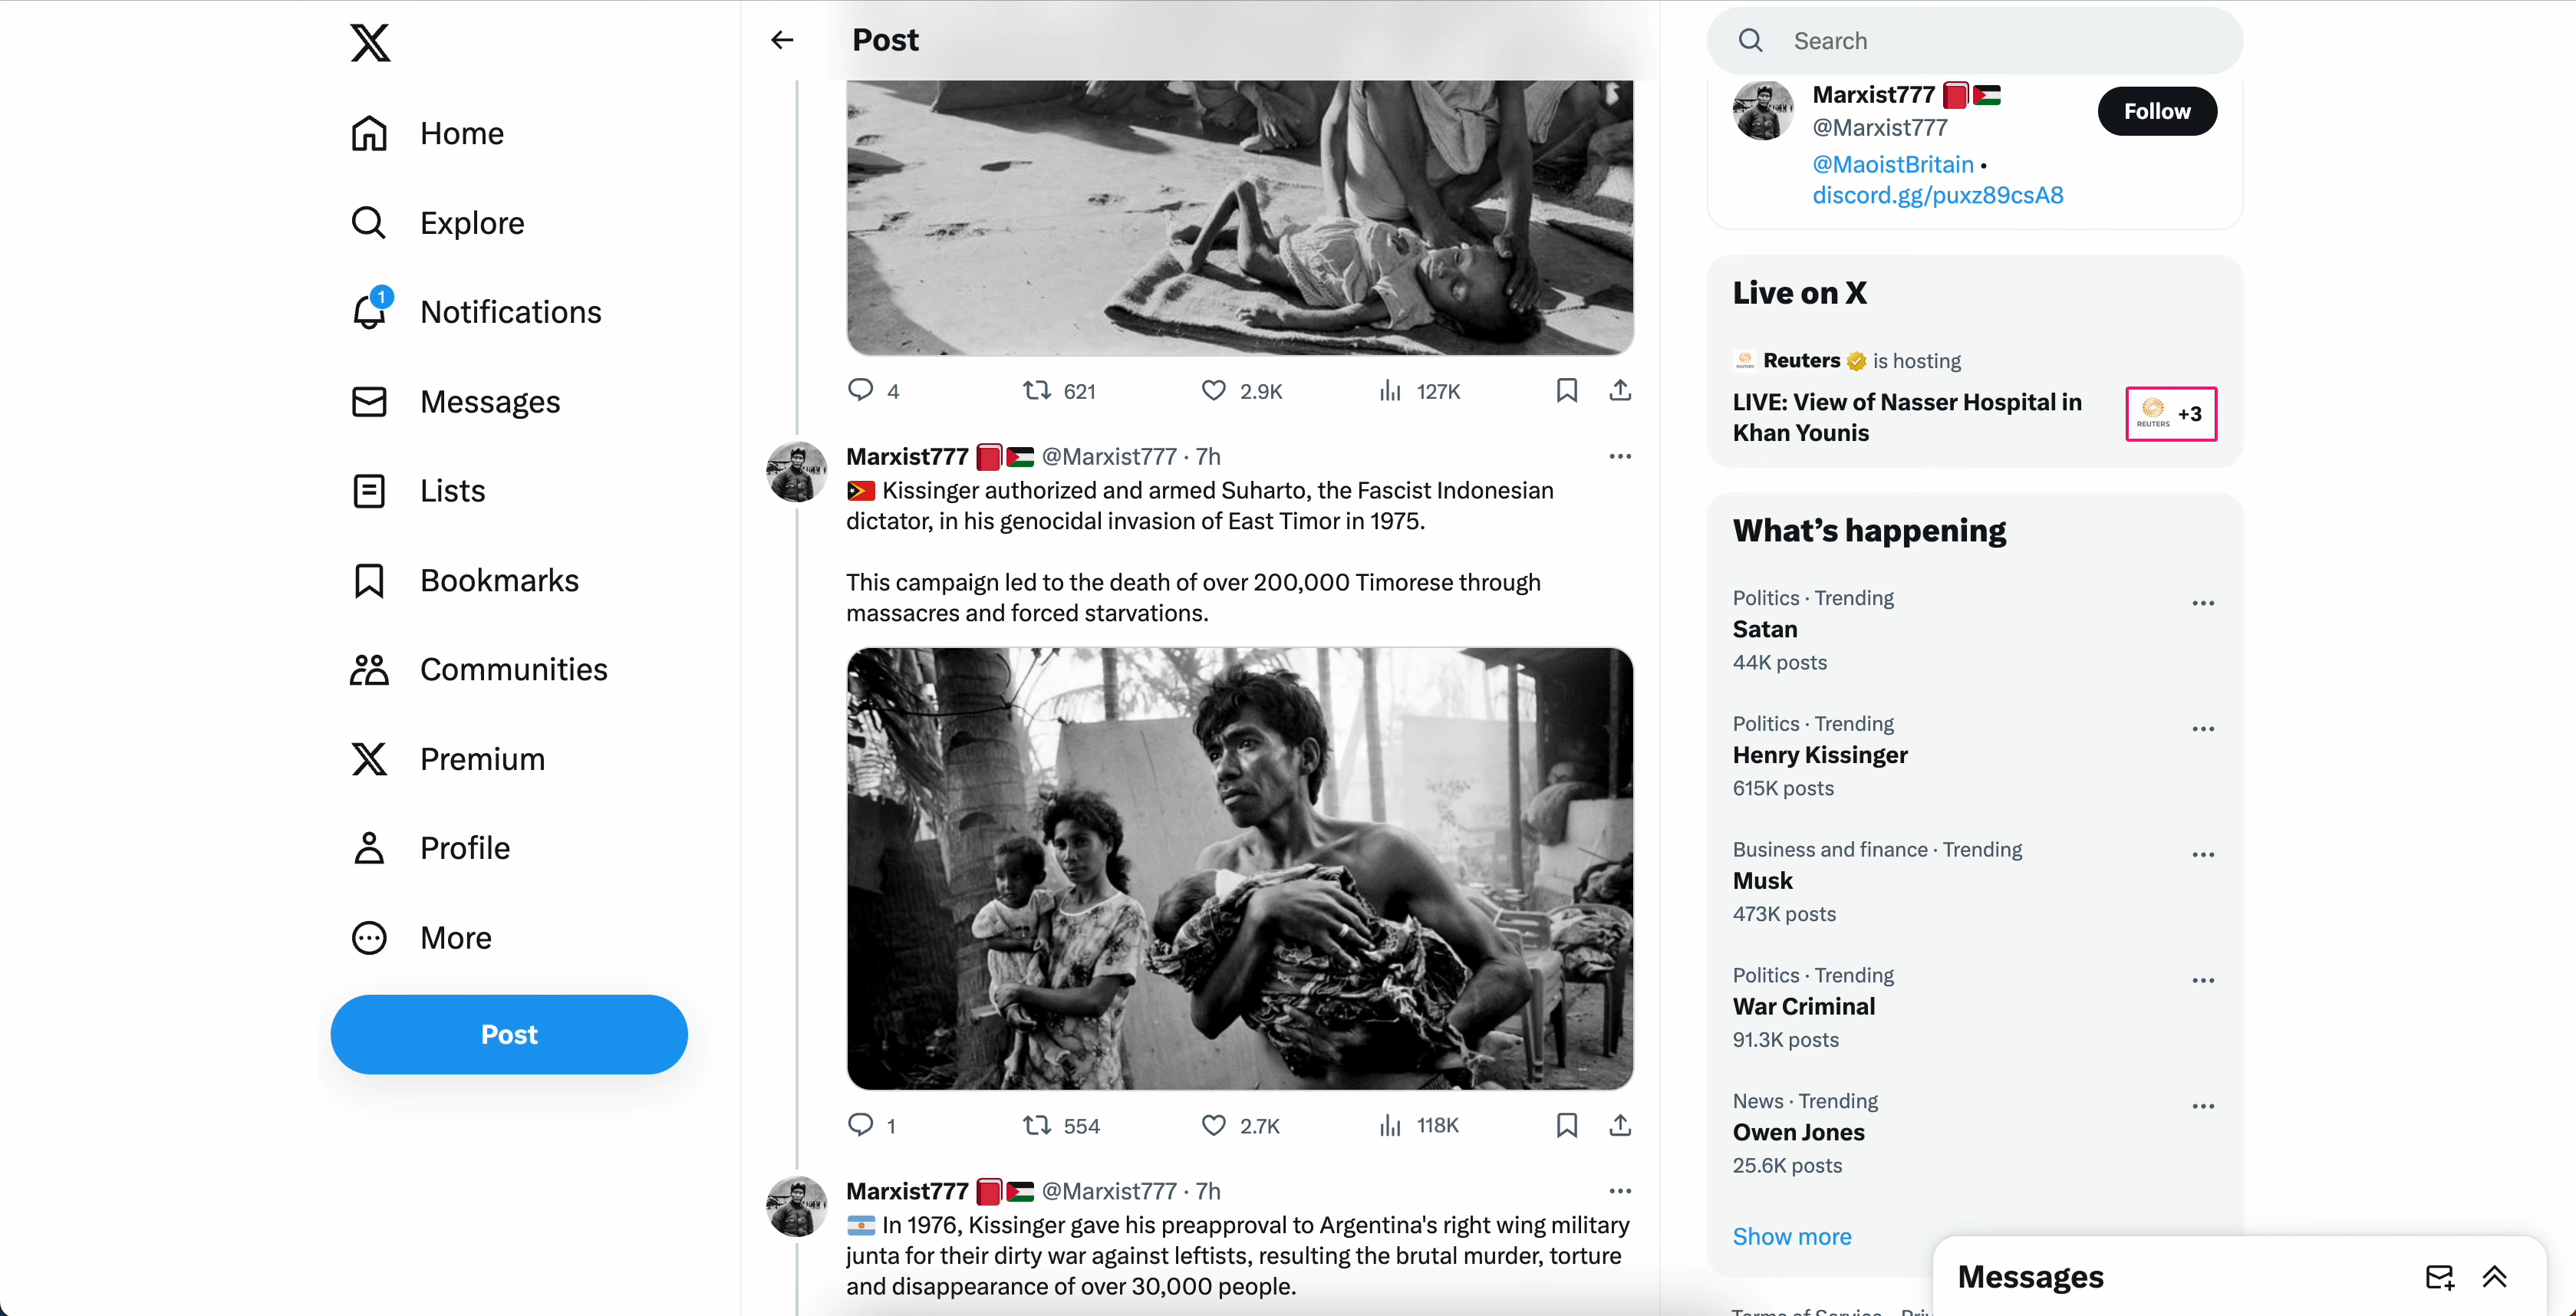 Home
Explore
1
Notifications
Messages
Lists
Bookmarks
Communities
Premium
Profile
More
Post
Post
4 621 2.9K 127K
Marxist777 @Marxist777 · 7h
Kissinger authorized and armed Suharto, the Fascist Indonesian
dictator, in his genocidal invasion of East Timor in 1975.
This campaign led to the death of over 200,000 Timorese through
massacres and forced starvations.
1 554 2.7K 118K
Marxist777 @Marxist777 · 7h
In 1976, Kissinger gave his preapproval to Argentina's right wing military
junta for their dirty war against leftists, resulting the brutal murder, torture
and disappearance of over 30,000 people.
Search
Marxist777
@Marxist777
Follow
@MaoistBritain •
discord.gg/puxz89csA8
Live on X
REUTERS Reuters is hosting
LIVE: View of Nasser Hospital in
Khan Younis
REUTERS +3
What's happening
Politics · Trending
Satan
44K posts
Politics · Trending
Henry Kissinger
615K posts
Business and finance · Trending
Musk
473K posts
Politics · Trending
War Criminal
91.3K posts
News · Trending
Owen Jones
25.6K posts
Show more
Messages